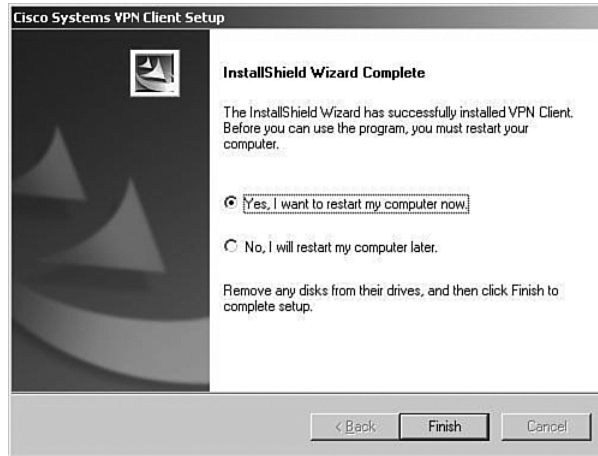 Cisco Systems VPN Client Setup
InstallShield Wizard Complete
The InstallShield Wizard has successfully installed VPN Client.
Before you can use the program, you must restart your
computer.
Yes, I want to restart my computer now.
No, I will restart my computer later.
Remove any disks from their drives, and then click Finish to
complete setup.
< Back Finish Cancel